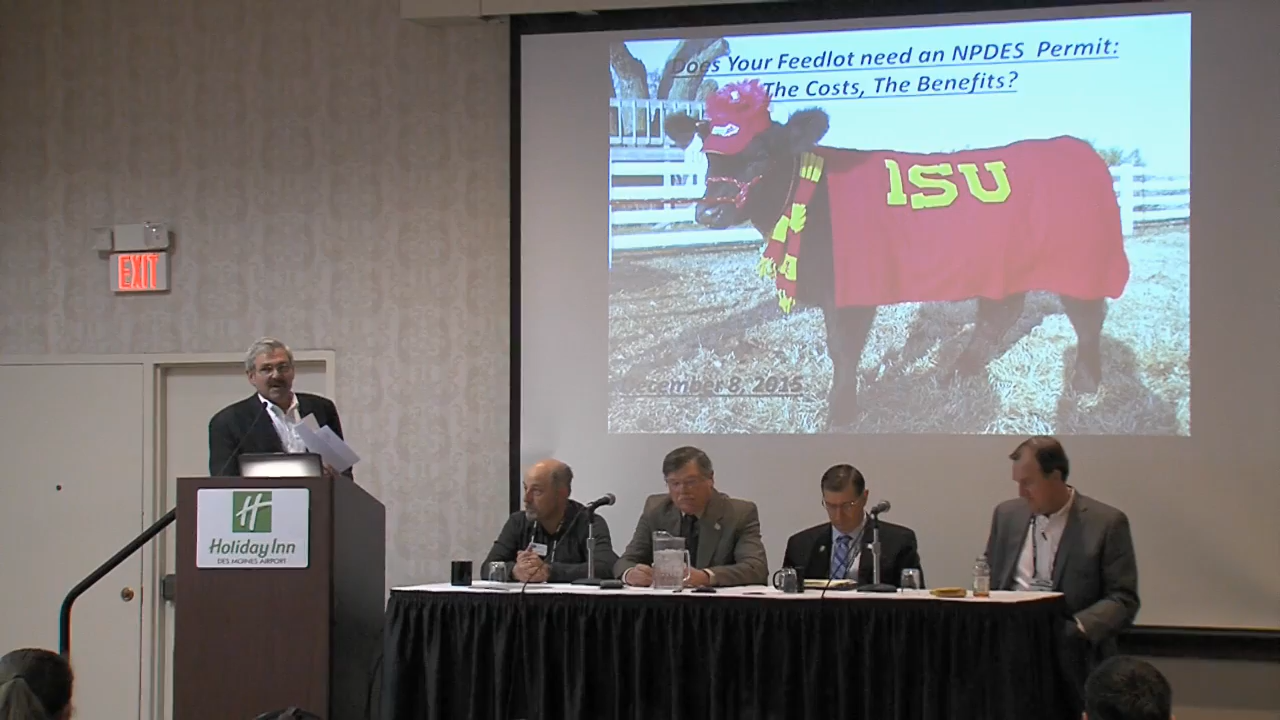 Does Your Feedlot need an NPDES Permit:
The Costs, The Benefits?
ISU
December 8, 2015
EXIT
H
Holiday Inn
DES MOINES AIRPORT